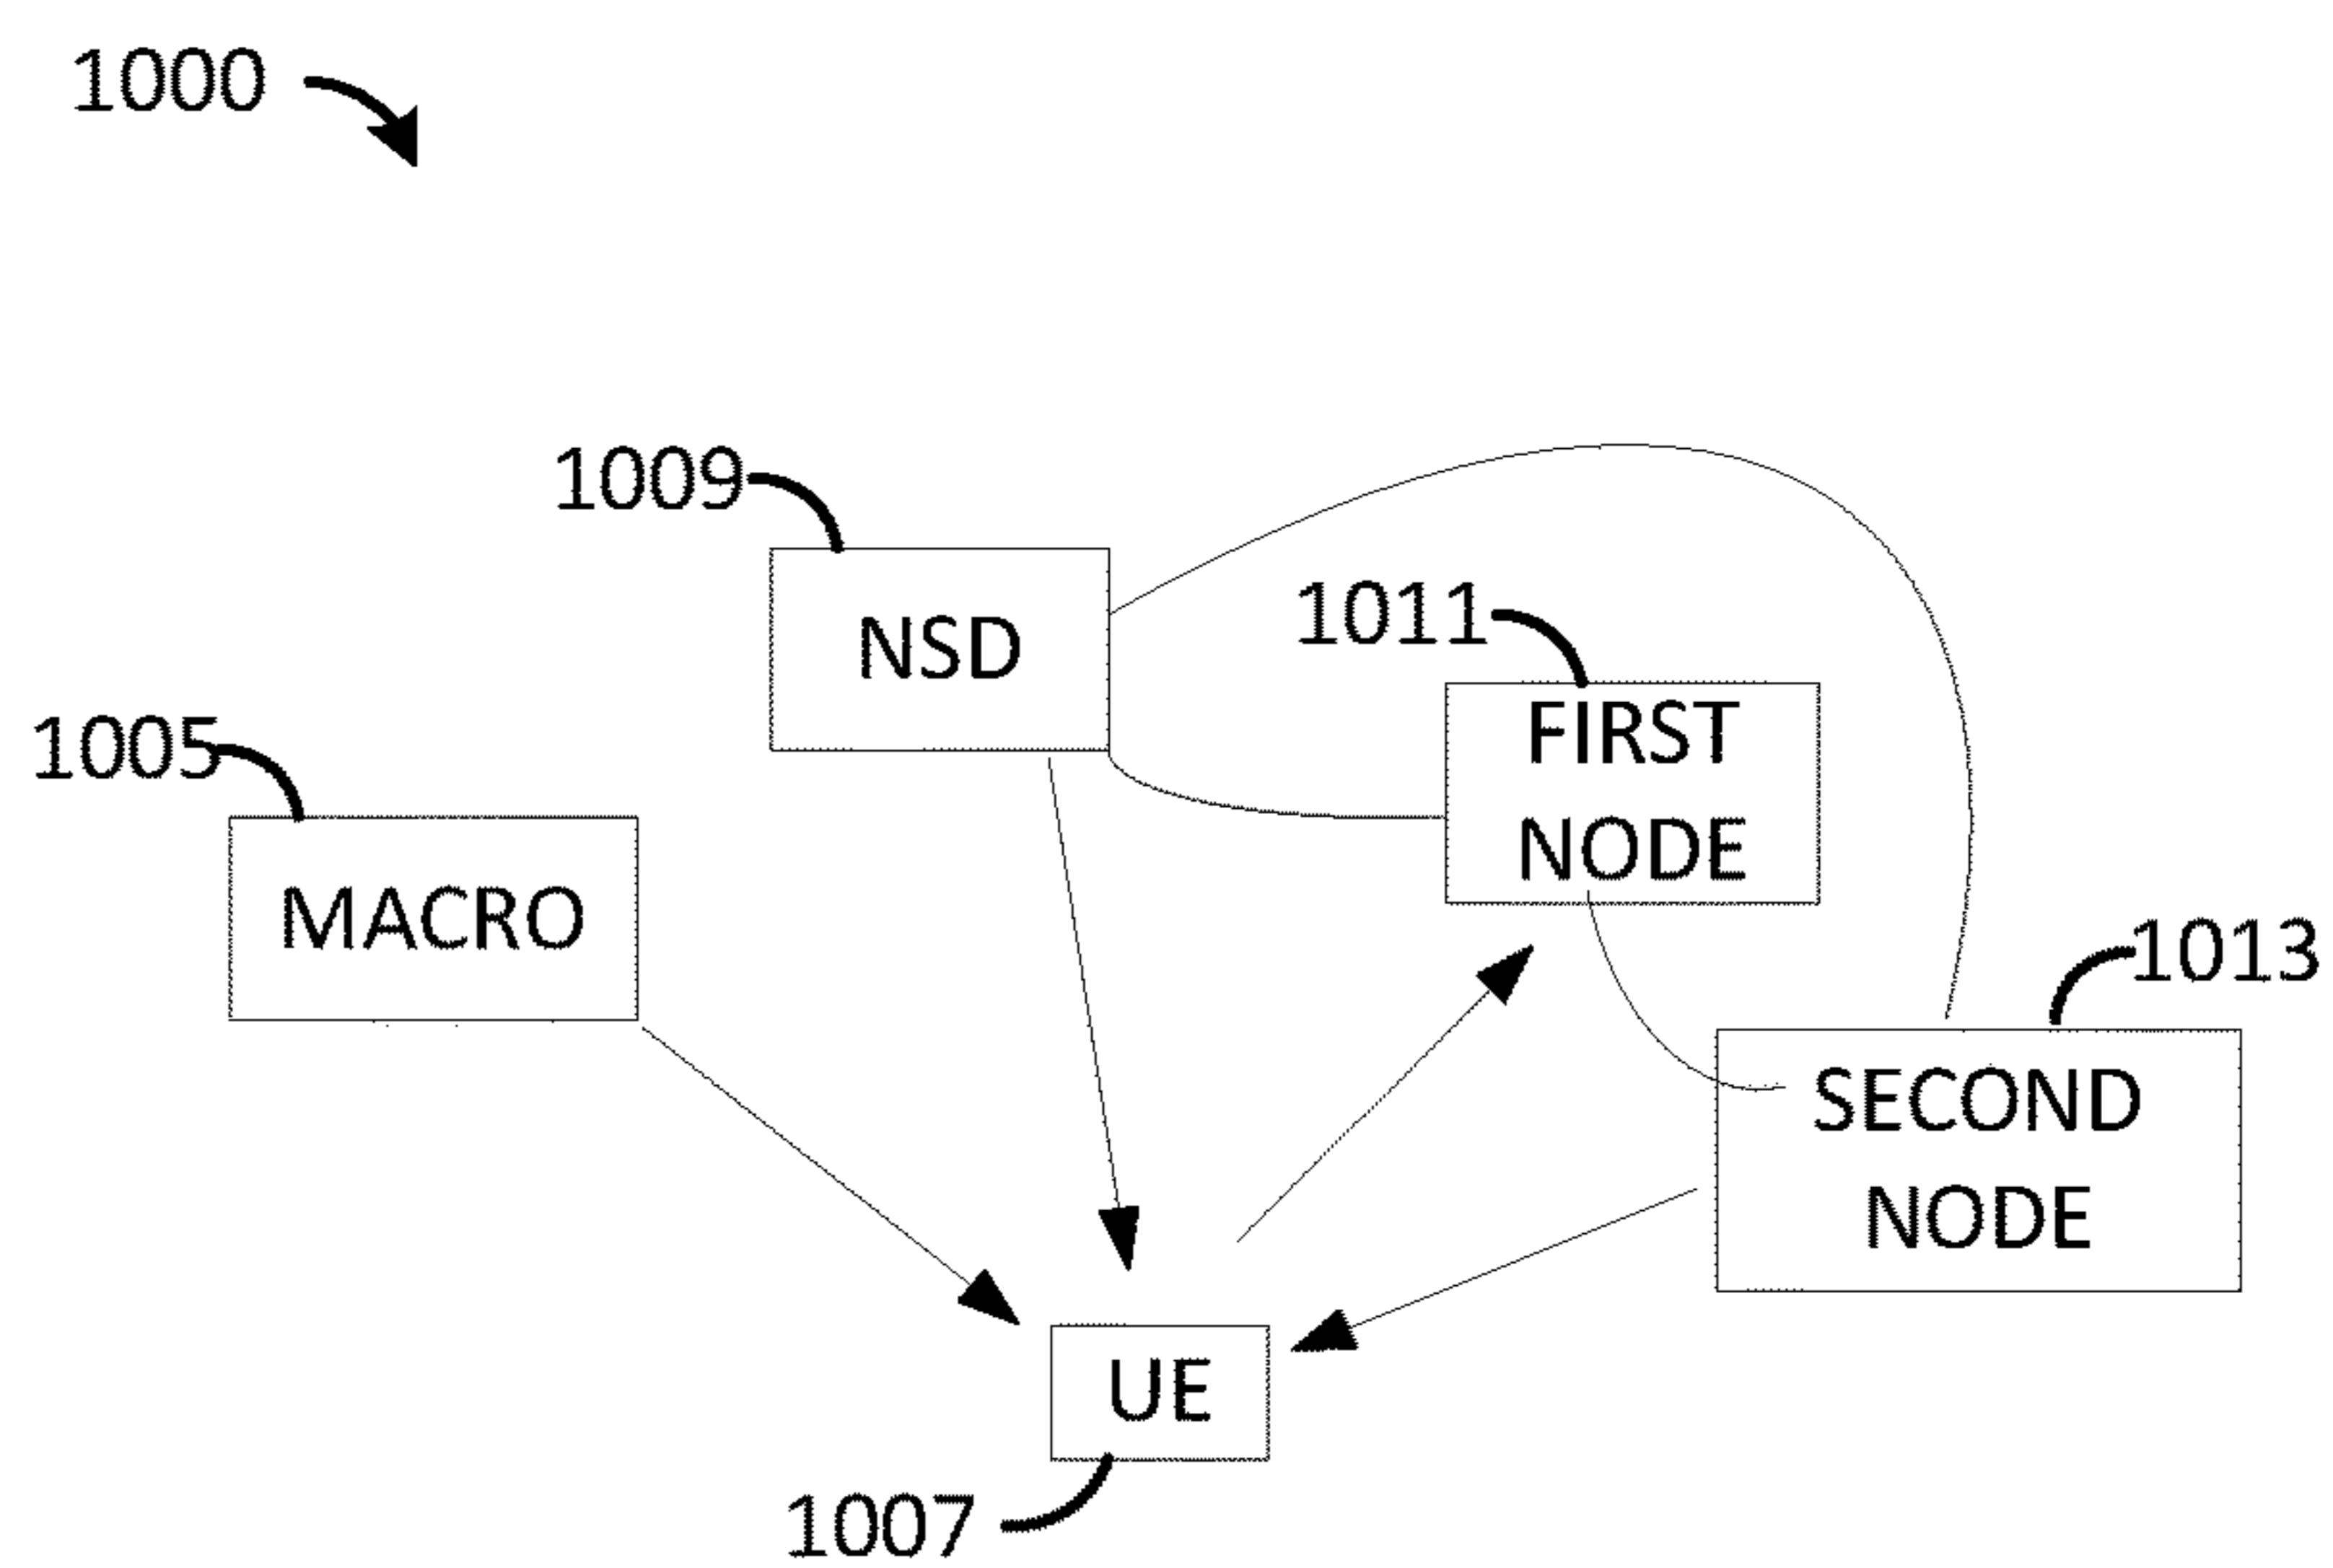 1000
1009
NSD
1011
FIRST
NODE
1005
MACRO
1013
SECOND
NODE
UE
1007